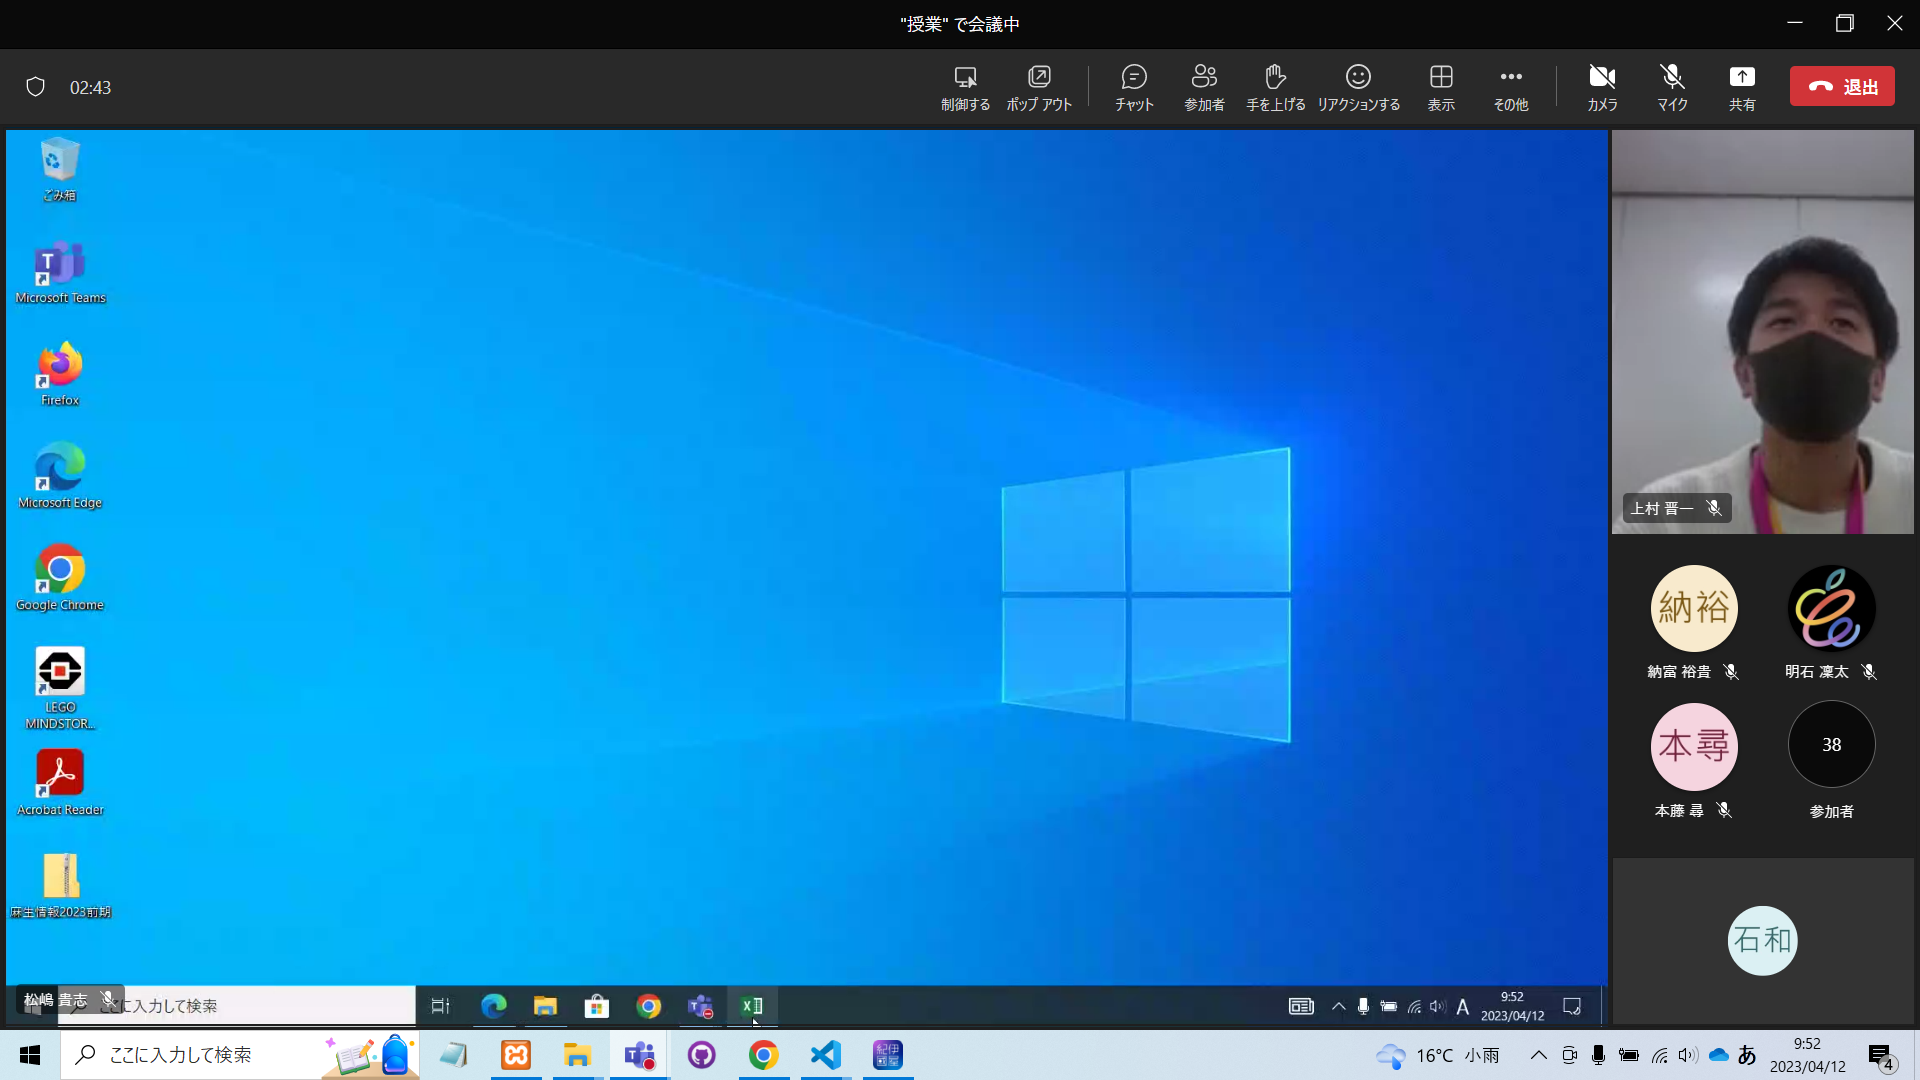 "授業" で会議中
02:43
制御する
ポップ アウト
チャット
参加者
手を上げる
リアクションする
表示
その他
カメラ
マイク
共有
退出
ごみ箱
Microsoft Teams
Firefox
Microsoft Edge
Google Chrome
LEGO
MINDSTOR...
Acrobat Reader
麻生情報2023前期
上村 晋一
納裕
納富 裕貴
明石 凜太
本尋
本藤 尋
38
参加者
石和
松嶋 貴志
ここに入力して検索
A
9:52
2023/04/12
ここに入力して検索
紀伊
國屋
16°C 小雨
あ
9:52
2023/04/12
4